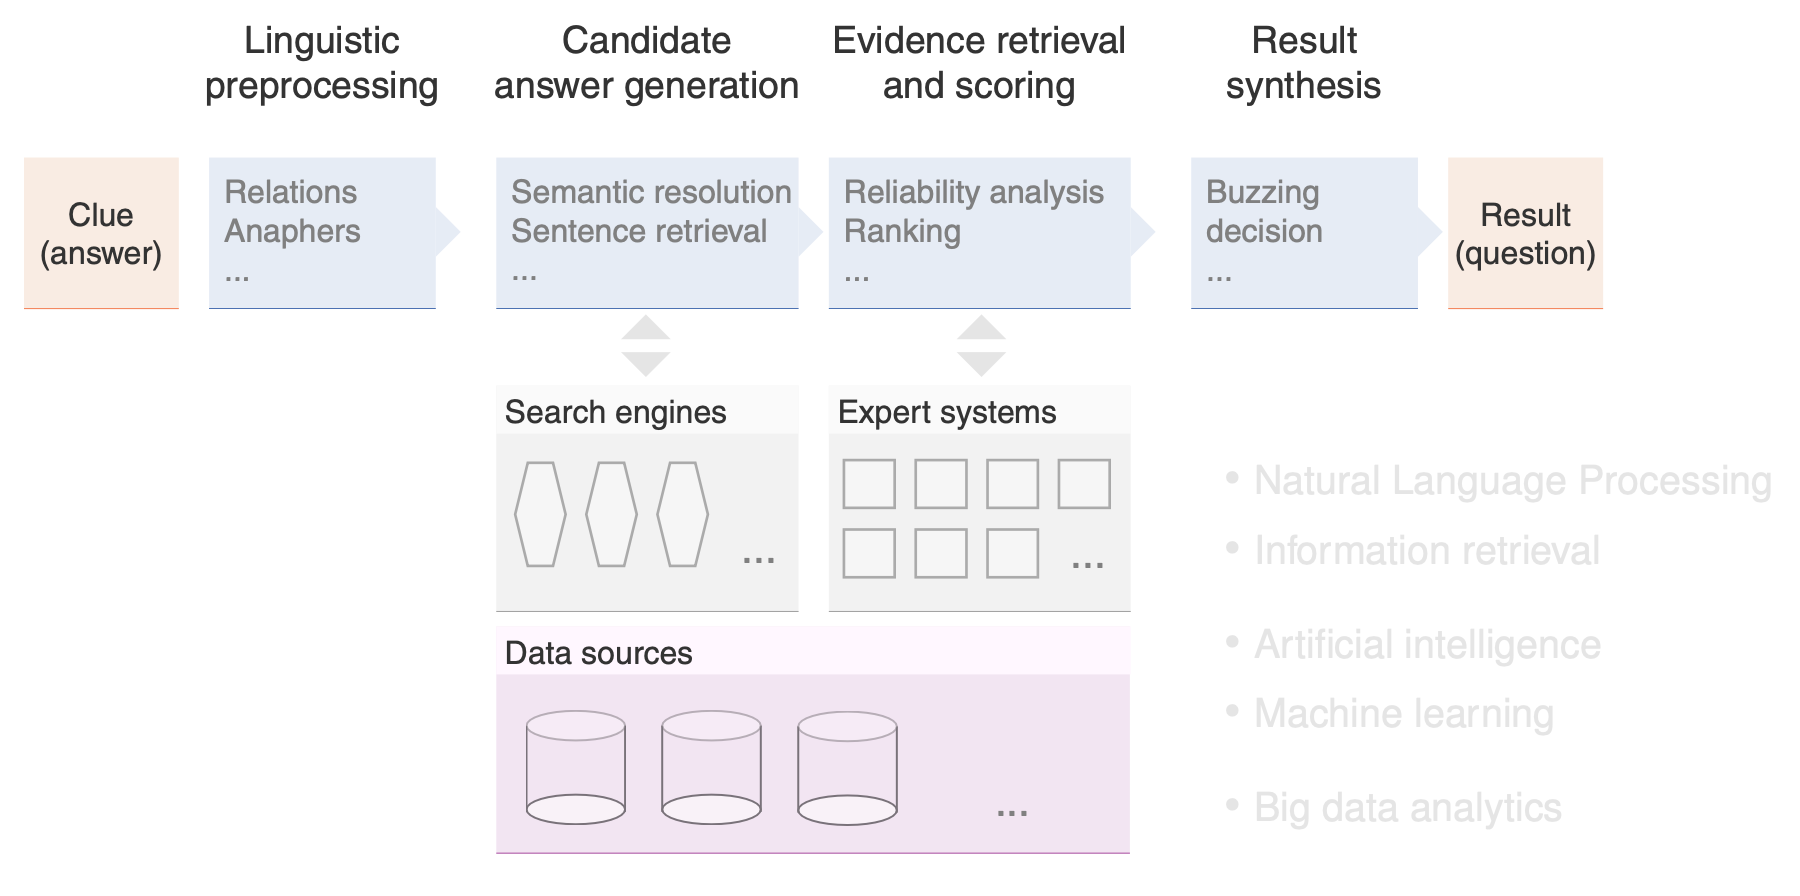 Linguistic
preprocessing
Candidate
answer generation
Evidence retrieval
and scoring
Result
synthesis
Clue
(answer)
Relations
Anaphers
...
Semantic resolution
Sentence retrieval
...
Reliability analysis
Ranking
...
Buzzing
decision
...
Result
(question)
Search engines
...
Expert systems
...
Data sources
...
• Natural Language Processing
• Information retrieval
• Artificial intelligence
• Machine learning
• Big data analytics